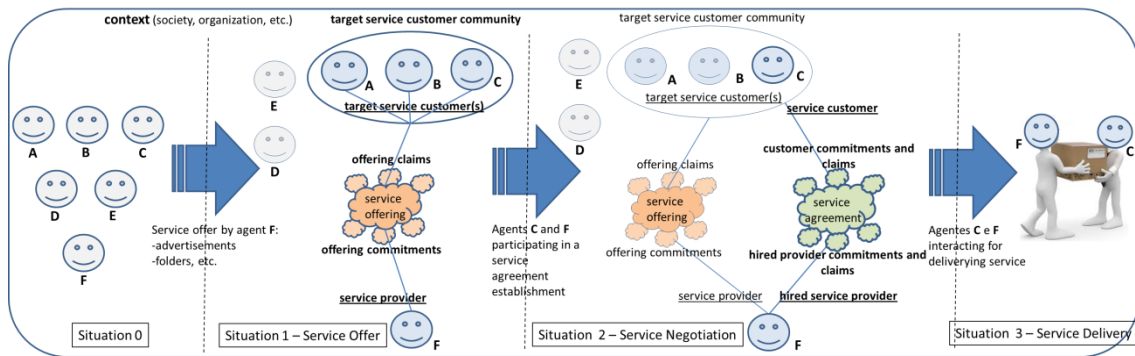 context (society, organization, etc.)
A
B
C
D
E
F
Situation 0
Service offer by agent F:
-advertisements
-folders, etc.
target service customer community
E
D
A
B
C
target service customer(s)
offering claims
service
offering
offering commitments
service provider
F
Situation 1 – Service Offer
Agents C and F
participating in a
service
agreement
establishment
target service customer community
E
D
A
B
C
target service customer(s)
service customer
offering claims
service
offering
offering commitments
customer commitments and
claims
service
agreement
hired provider commitments and
claims
service provider
hired service provider
F
Situation 2 – Service Negotiation
Agentes C e F
interacting for
deliverying service
F
C
Situation 3 – Service Delivery